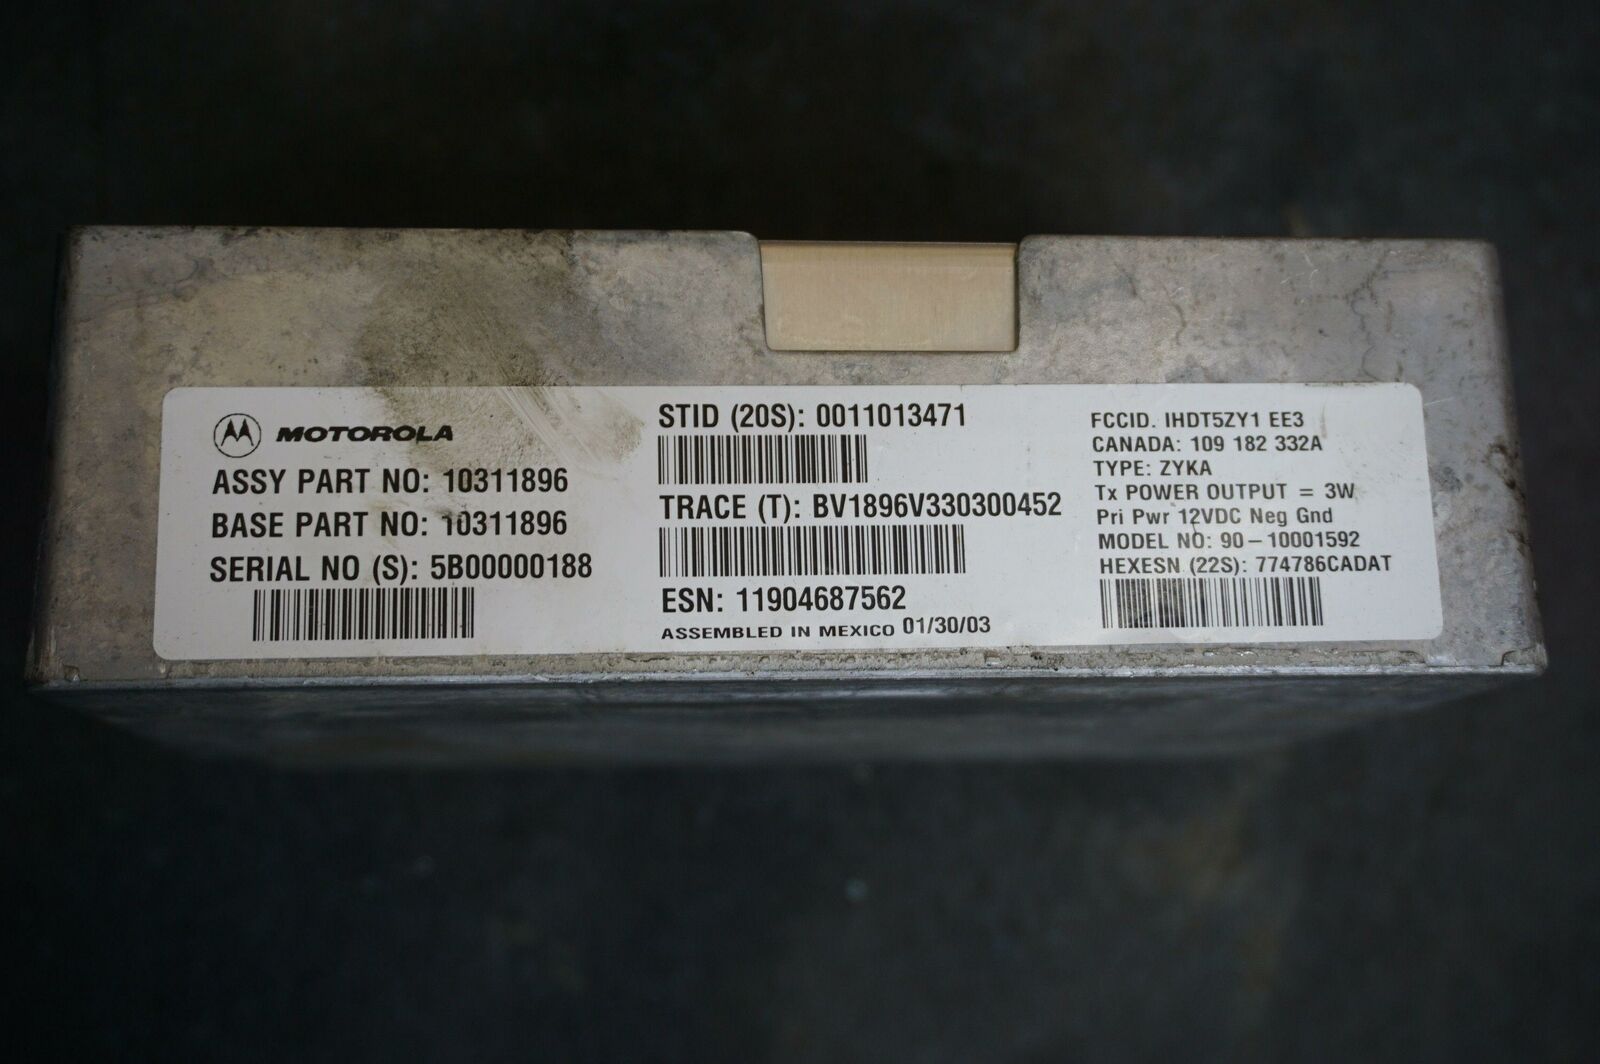 MOTOROLA
ASSY PART NO: 10311896
BASE PART NO: 10311896
SERIAL NO (S): 5B00000188
STID (20S): 0011013471
TRACE (T): BV1896V330300452
ESN: 11904687562
ASSEMBLED IN MEXICO 01/30/03
FCCID. IHDT5ZY1 EE3
CANADA: 109 182 332A
TYPE: ZYKA
Tx POWER OUTPUT = 3W
Pri Pwr 12VDC Neg Gnd
MODEL NO: 90-10001592
HEXESN (22S): 774786CADAT